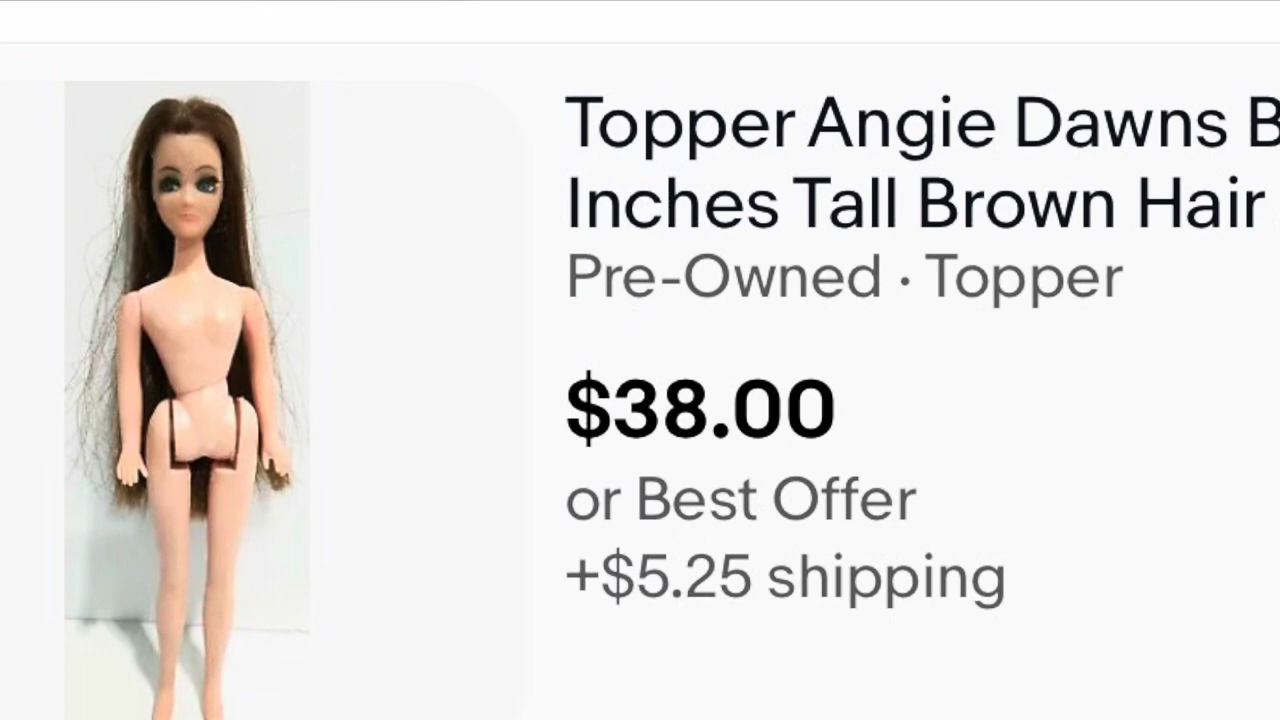 Topper Angie Dawns B
Inches Tall Brown Hair
Pre-Owned · Topper
$38.00
or Best Offer
+$5.25 shipping